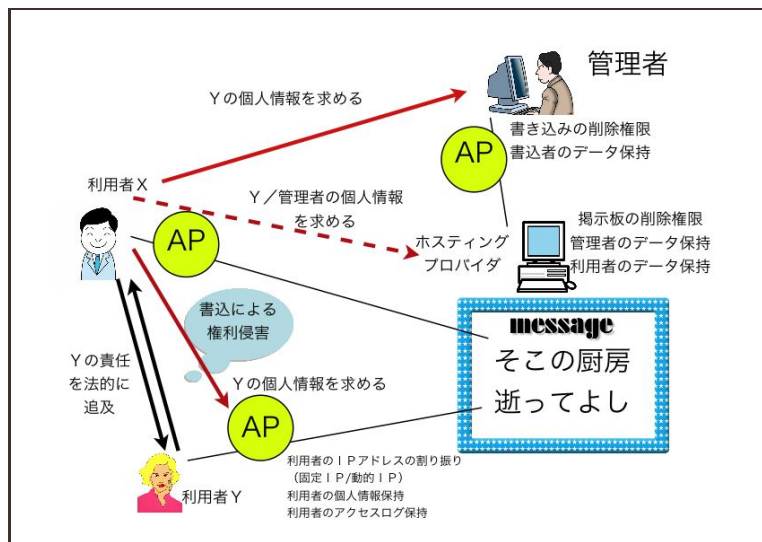 管理者
Yの個人情報を求める
AP
書き込みの削除権限
書込者のデータ保持
利用者X
Y/管理者の個人情報
を求める
AP
ホスティング
プロバイダ
掲示板の削除権限
管理者のデータ保持
利用者のデータ保持
書込による
権利侵害
message
そこの厨房
逝ってよし
Yの責任
を法的に
追及
Yの個人情報を求める
AP
利用者のIPアドレスの割り振り
(固定IP/動的IP)
利用者の個人情報保持
利用者のアクセスログ保持
利用者Y